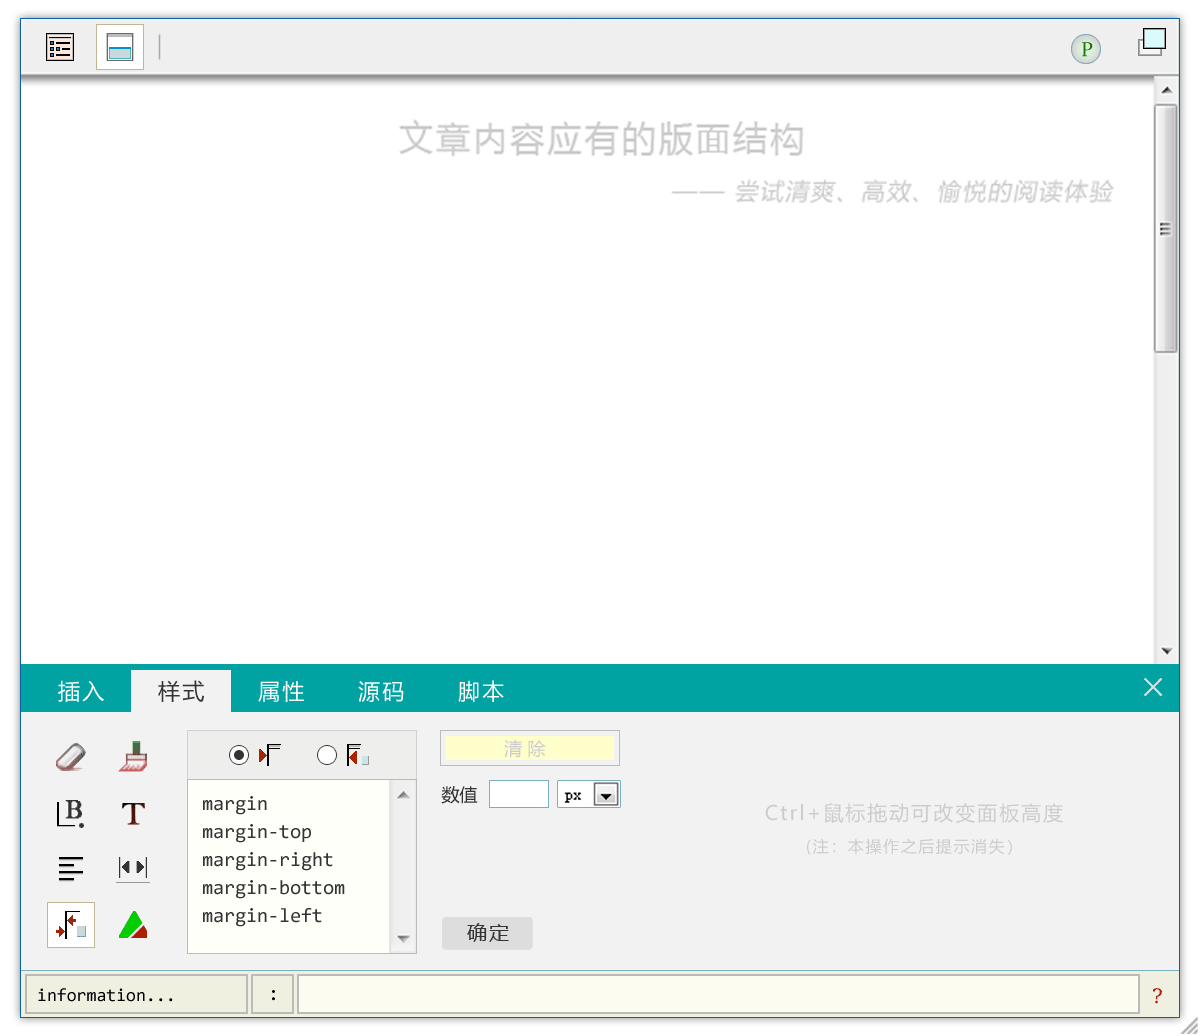 P
文章内容应有的版面结构
—— 尝试清爽、高效、愉悦的阅读体验
插入 样式 属性 源码 脚本
清除
数值 px
B T
margin
margin-top
margin-right
margin-bottom
margin-left
Ctrl+鼠标拖动可改变面板高度
(注：本操作之后提示消失)
确定
information... : ?